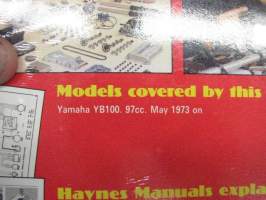 Models covered by this
Yamaha YB100. 97cc. May 1973 on
Haynes Manuals expla